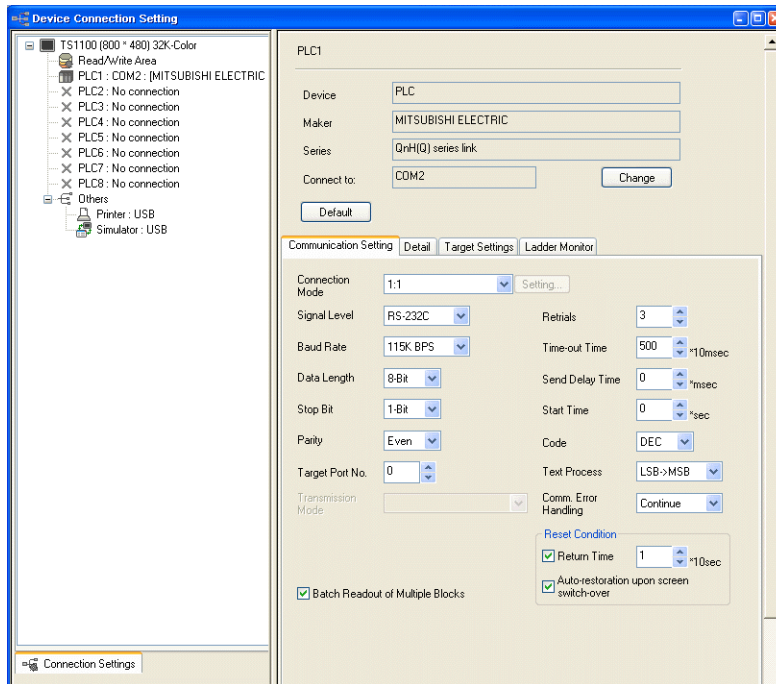 Device Connection Setting
TS1100 (800 * 480) 32K-Color
Read/Write Area
PLC1 : COM2 : [MITSUBISHI ELECTRIC
PLC2 : No connection
PLC3 : No connection
PLC4 : No connection
PLC5 : No connection
PLC6 : No connection
PLC7 : No connection
PLC8 : No connection
Others
Printer : USB
Simulator : USB
Connection Settings
PLC1
Device PLC
Maker MITSUBISHI ELECTRIC
Series QnH(Q) series link
Connect to: COM2 Change
Default
Communication Setting Detail Target Settings Ladder Monitor
Connection
Mode
1:1 Setting...
Signal Level RS-232C Retrials 3
Baud Rate 115K BPS Time-out Time 500 *10msec
Data Length 8-Bit Send Delay Time 0 *msec
Stop Bit 1-Bit Start Time 0 *sec
Parity Even Code DEC
Target Port No. 0 Text Process LSB->MSB
Transmission
Mode
Comm. Error
Handling
Continue
Reset Condition
Return Time 1 *10sec
Auto-restoration upon screen
switch-over
Batch Readout of Multiple Blocks